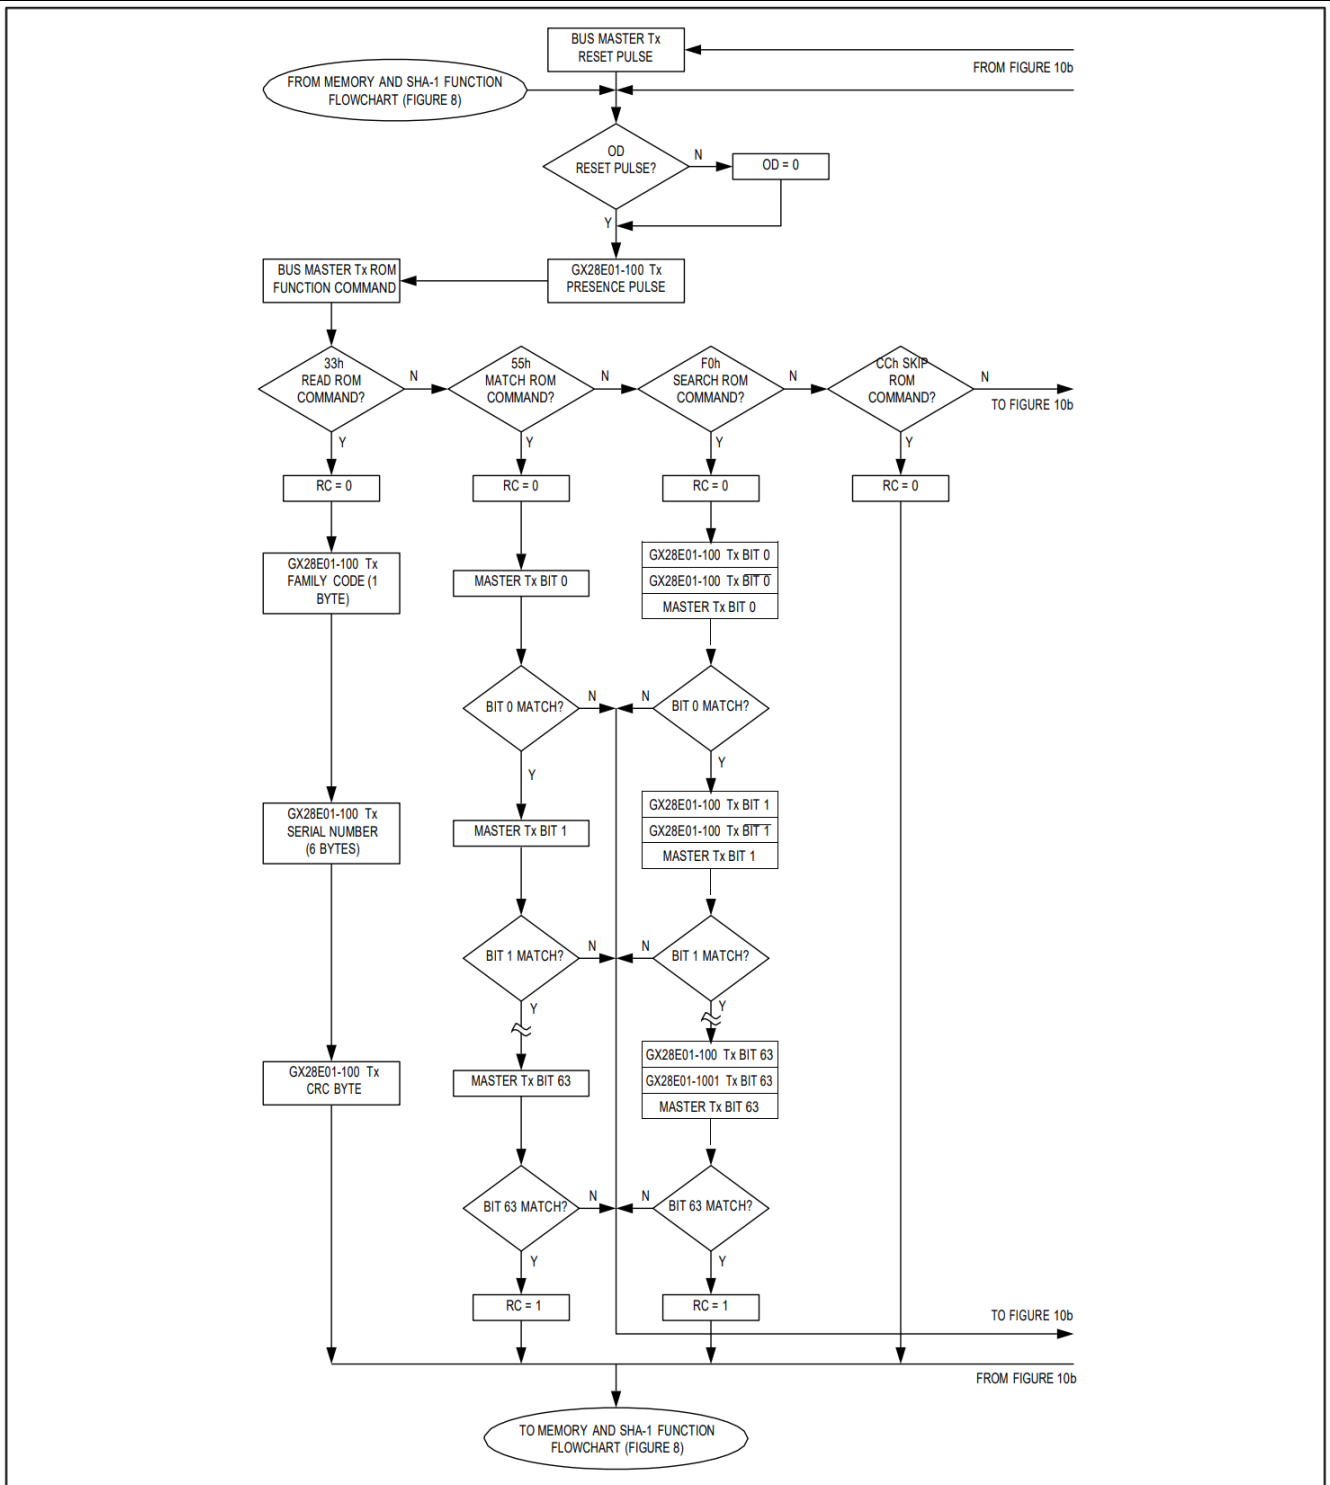 BUS MASTER Tx
RESET PULSE
FROM FIGURE 10b
FROM MEMORY AND SHA-1 FUNCTION
FLOWCHART (FIGURE 8)
OD
RESET PULSE?
N
OD = 0
Y
BUS MASTER Tx ROM
FUNCTION COMMAND
GX28E01-100 Tx
PRESENCE PULSE
33h
READ ROM
COMMAND?
N
55h
MATCH ROM
COMMAND?
N
F0h
SEARCH ROM
COMMAND?
N
CCh SKIP
ROM
COMMAND?
N
TO FIGURE 10b
Y
Y
Y
Y
RC = 0
RC = 0
RC = 0
RC = 0
GX28E01-100 Tx
FAMILY CODE (1
BYTE)
MASTER Tx BIT 0
GX28E01-100 Tx BIT 0
GX28E01-100 Tx B̅I̅T̅ ̅0̅
MASTER Tx BIT 0
BIT 0 MATCH?
N
N
BIT 0 MATCH?
Y
Y
GX28E01-100 Tx
SERIAL NUMBER
(6 BYTES)
MASTER Tx BIT 1
GX28E01-100 Tx BIT 1
GX28E01-100 Tx B̅I̅T̅ ̅1̅
MASTER Tx BIT 1
BIT 1 MATCH?
N
N
BIT 1 MATCH?
Y
Y
GX28E01-100 Tx
CRC BYTE
MASTER Tx BIT 63
GX28E01-100 Tx BIT 63
GX28E01-1001 Tx BIT 63
MASTER Tx BIT 63
BIT 63 MATCH?
N
N
BIT 63 MATCH?
Y
Y
RC = 1
RC = 1
TO FIGURE 10b
FROM FIGURE 10b
TO MEMORY AND SHA-1 FUNCTION
FLOWCHART (FIGURE 8)